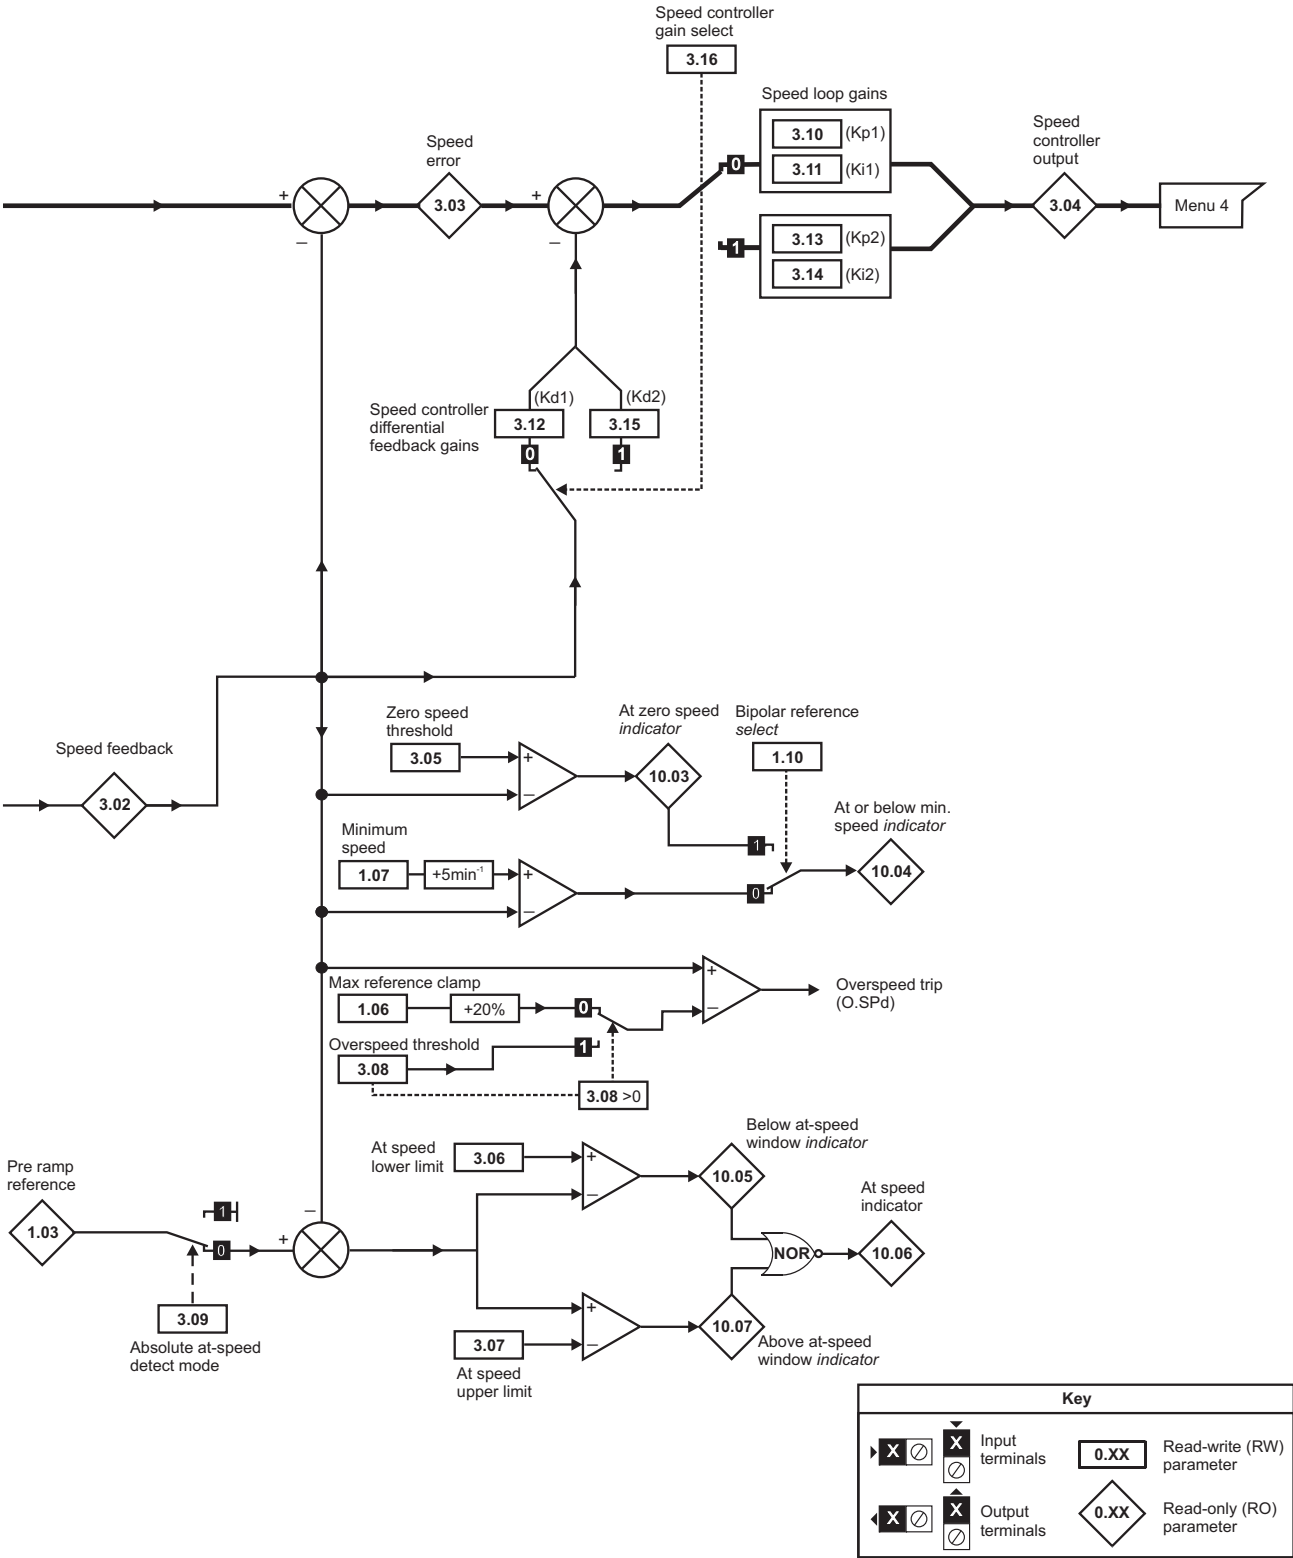 Speed controller
gain select
3.16
Speed loop gains
3.10 (Kp1)
3.11 (Ki1)
0
Speed
error
3.03
+
−
+
−
1
3.13 (Kp2)
3.14 (Ki2)
Speed
controller
output
3.04
Menu 4
Speed controller
differential
feedback gains
(Kd1)
3.12
0
(Kd2)
3.15
1
Speed feedback
3.02
Zero speed
threshold
3.05
+
−
At zero speed
indicator
10.03
Bipolar reference
select
1.10
1
0
At or below min.
speed indicator
10.04
Minimum
speed
1.07
+5min⁻¹
+
−
Max reference clamp
1.06
+20%
0
Overspeed threshold
3.08
1
3.08 >0
+
−
Overspeed trip
(O.SPd)
Pre ramp
reference
1.03
1
0
3.09
Absolute at-speed
detect mode
+
−
At speed
lower limit
3.06
+
−
Below at-speed
window indicator
10.05
NOR
At speed
indicator
10.06
+
−
3.07
At speed
upper limit
10.07
Above at-speed
window indicator
Key
X
X
Input
terminals
0.XX
Read-write (RW)
parameter
X
X
Output
terminals
0.XX
Read-only (RO)
parameter